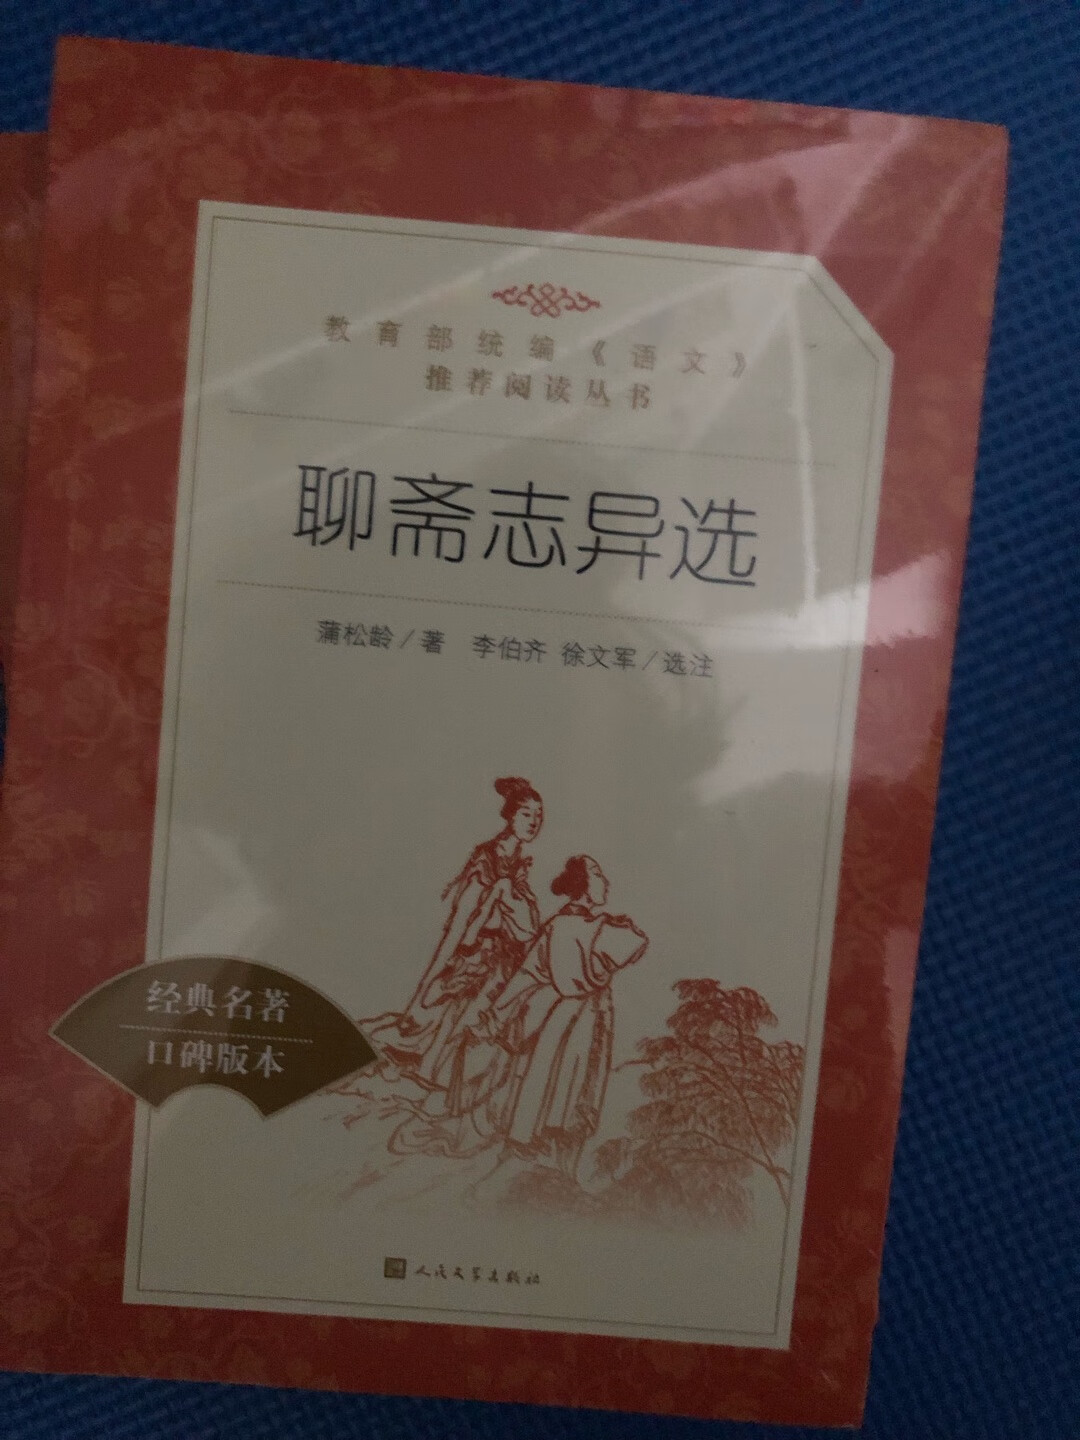 教育部统编《语文》
推荐阅读丛书
聊斋志异选
蒲松龄/著 李伯齐 徐文军/选注
经典名著
口碑版本
人民文学出版社